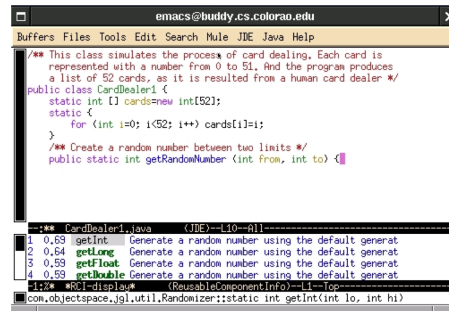 emacs@buddy.cs.colorao.edu
Buffers Files Tools Edit Search Mule JDE Java Help
/** This class simulates the process of card dealing. Each card is
represented with a number from 0 to 51. And the program produces
a list of 52 cards, as it is resulted from a human card dealer */
public class CardDealer1 {
static int [] cards=new int[52];
static {
for (int i=0; i<52; i++) cards[i]=i;
}
/** Create a random number between two limits */
public static int getRandomNumber (int from, int to) {
--:** CardDealer1.java (JDE)--L10--All
1 0.69 getInt Generate a random number using the default generat
2 0.64 getLong Generate a random number using the default generat
3 0.59 getFloat Generate a random number using the default generat
4 0.59 getDouble Generate a random number using the default generat
-1:%* *RCI-display* (ReusableComponentInfo)--L1--Top
com.objectspace.jgl.util.Randomizer::static int getInt(int lo, int hi)